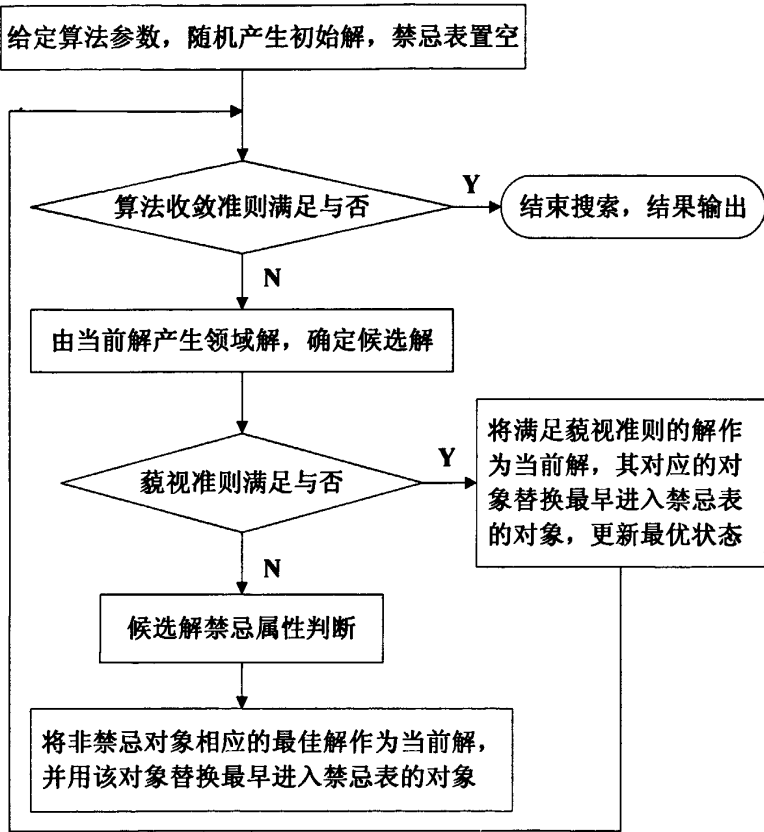 给定算法参数，随机产生初始解，禁忌表置空
算法收敛准则满足与否
Y
结束搜索，结果输出
N
由当前解产生领域解，确定候选解
藐视准则满足与否
Y
将满足藐视准则的解作
为当前解，其对应的对
象替换最早进入禁忌表
的对象，更新最优状态
N
候选解禁忌属性判断
将非禁忌对象相应的最佳解作为当前解，
并用该对象替换最早进入禁忌表的对象